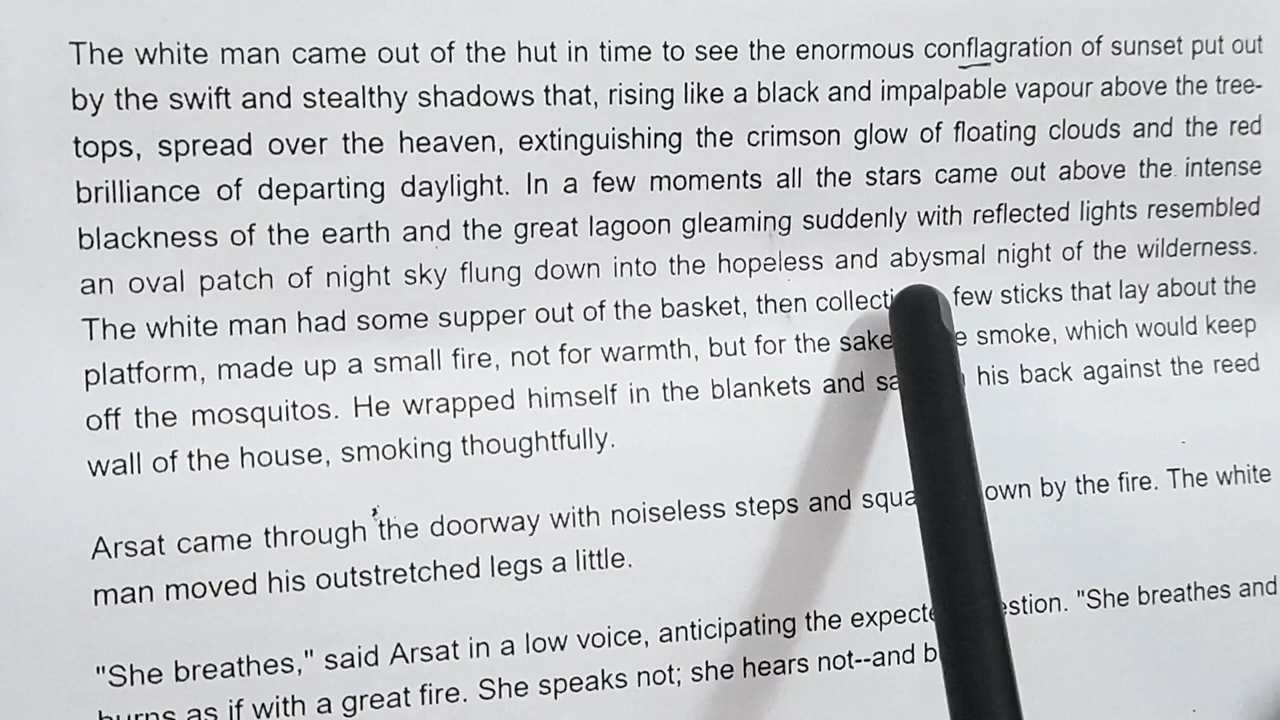 The white man came out of the hut in time to see the enormous conflagration of sunset put out
by the swift and stealthy shadows that, rising like a black and impalpable vapour above the tree-
tops, spread over the heaven, extinguishing the crimson glow of floating clouds and the red
brilliance of departing daylight. In a few moments all the stars came out above the intense
blackness of the earth and the great lagoon gleaming suddenly with reflected lights resembled
an oval patch of night sky flung down into the hopeless and abysmal night of the wilderness.
The white man had some supper out of the basket, then few sticks that lay about the
platform, made up a small fire, not for warmth, but for the sake smoke, which would keep
off the mosquitos. He wrapped himself in the blankets and his back against the reed
wall of the house, smoking thoughtfully.
Arsat came through the doorway with noiseless steps and by the fire. The white
man moved his outstretched legs a little.
"She breathes," said Arsat in a low voice, anticipating the "She breathes and
burns as if with a great fire. She speaks not; she hears not--and